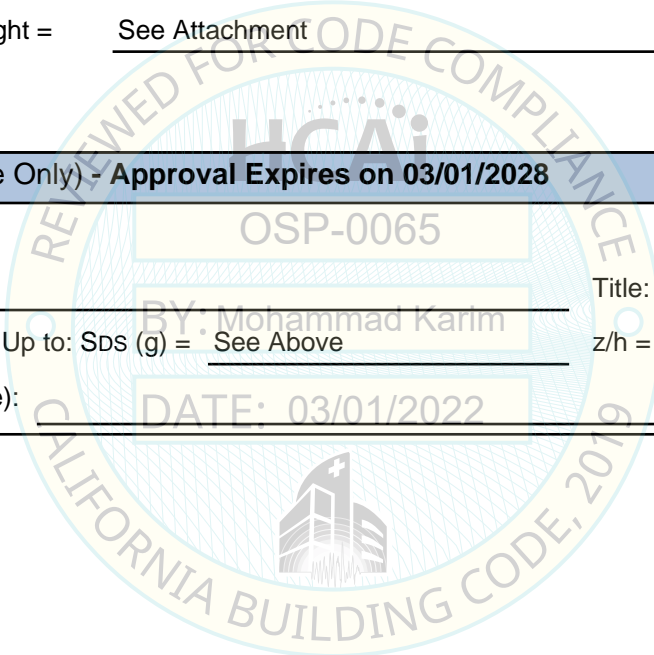 ght = See Attachment
REVIEWED FOR CODE COMPLIANCE
HCAi
e Only) - Approval Expires on 03/01/2028
OSP-0065
Title:
BY: Mohammad Karim
Up to: SDS (g) = See Above z/h =
e):
DATE: 03/01/2022
CALIFORNIA BUILDING CODE, 2019